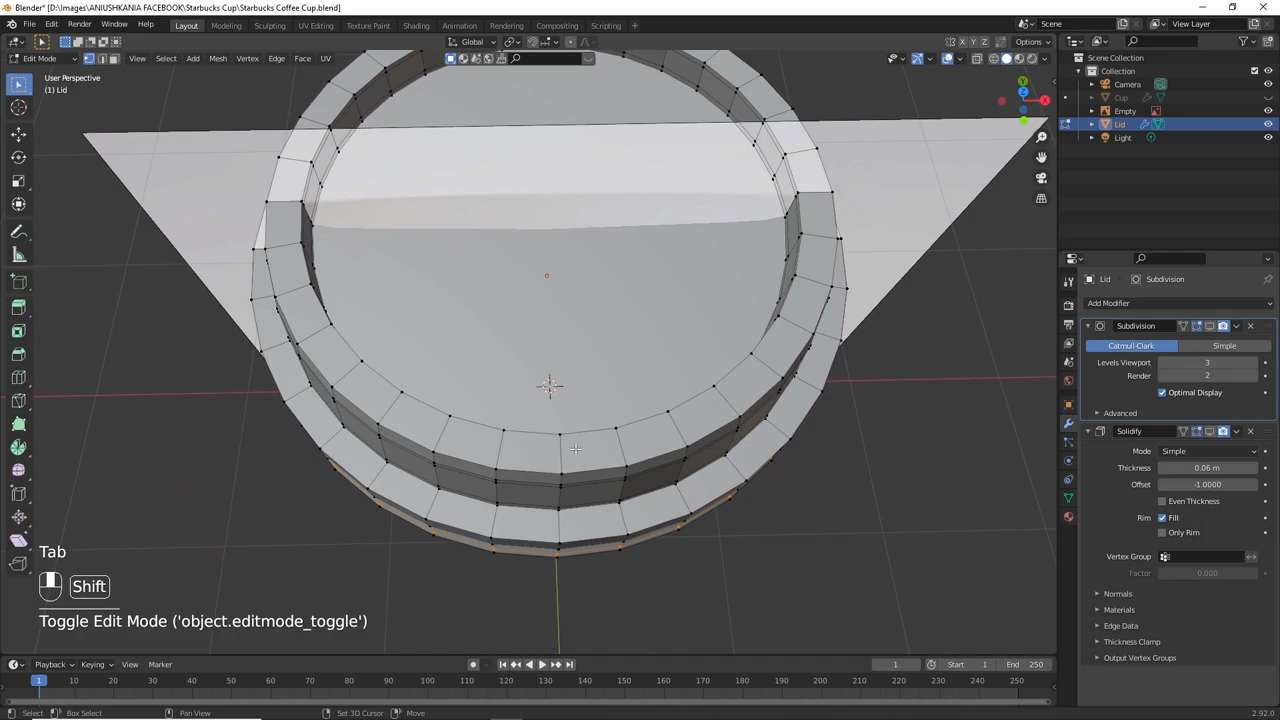 Blender* [D:\Images\ANIUSHKANIA FACEBOOK\Starbucks Cup\Starbucks Coffee Cup.blend]
File Edit Render Window Help Layout Modeling Sculpting UV Editing Texture Paint Shading Animation Rendering Compositing Scripting + Scene View Layer
Global X Y Z Options
Edit Mode View Select Add Mesh Vertex Edge Face UV
User Perspective
(1) Lid
Z
X
Y
Scene Collection
Collection
Camera
Cup
Empty
Lid
Light
Lid Subdivision
Add Modifier
Subdivision
Catmull-Clark Simple
Levels Viewport 3
Render 2
Optimal Display
Advanced
Solidify
Mode Simple
Thickness 0.06 m
Offset -1.0000
Even Thickness
Rim Fill
Only Rim
Vertex Group
Factor 0.000
Normals
Materials
Edge Data
Thickness Clamp
Output Vertex Groups
Tab
Shift
Toggle Edit Mode ('object.editmode_toggle')
Playback Keying View Marker 1 Start 1 End 250
1 10 20 30 40 50 60 70 80 90 100 110 120 130 140 150 160 170 180 190 200 210 220 230 240 250
Select Box Select Pan View Set 3D Cursor Move 2.92.0